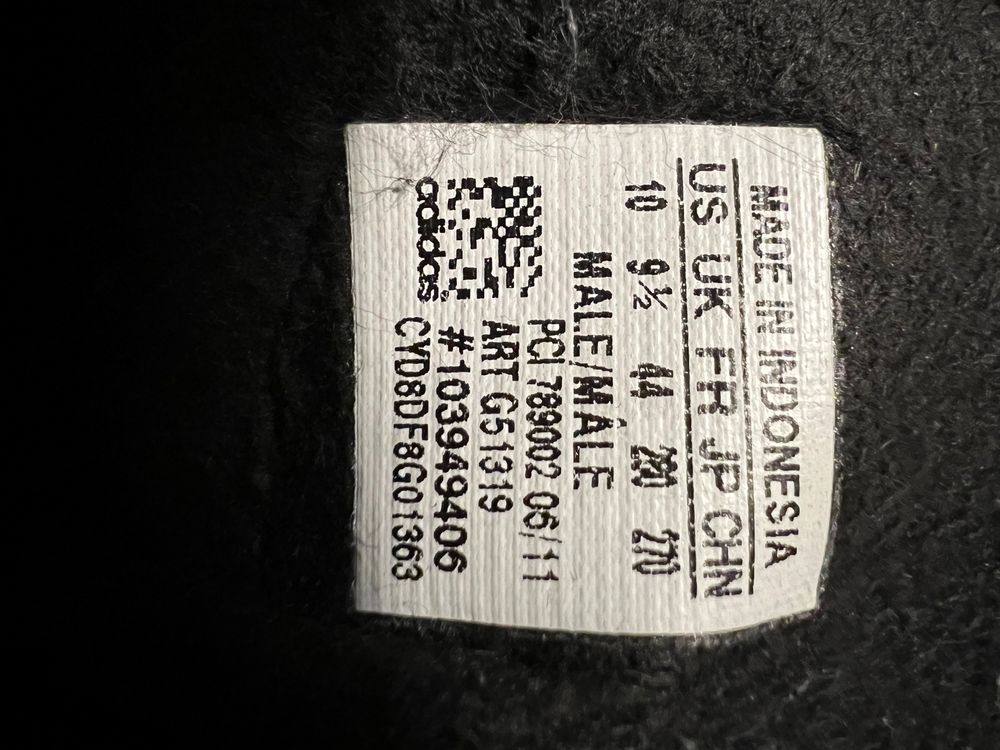 MADE IN INDONESIA
US UK FR JP CHN
10 9½ 44 280 270
MALE/MÂLE
PCI 789002 06/11
ART G51319
#103949406
CYD8DF8G01363
adidas